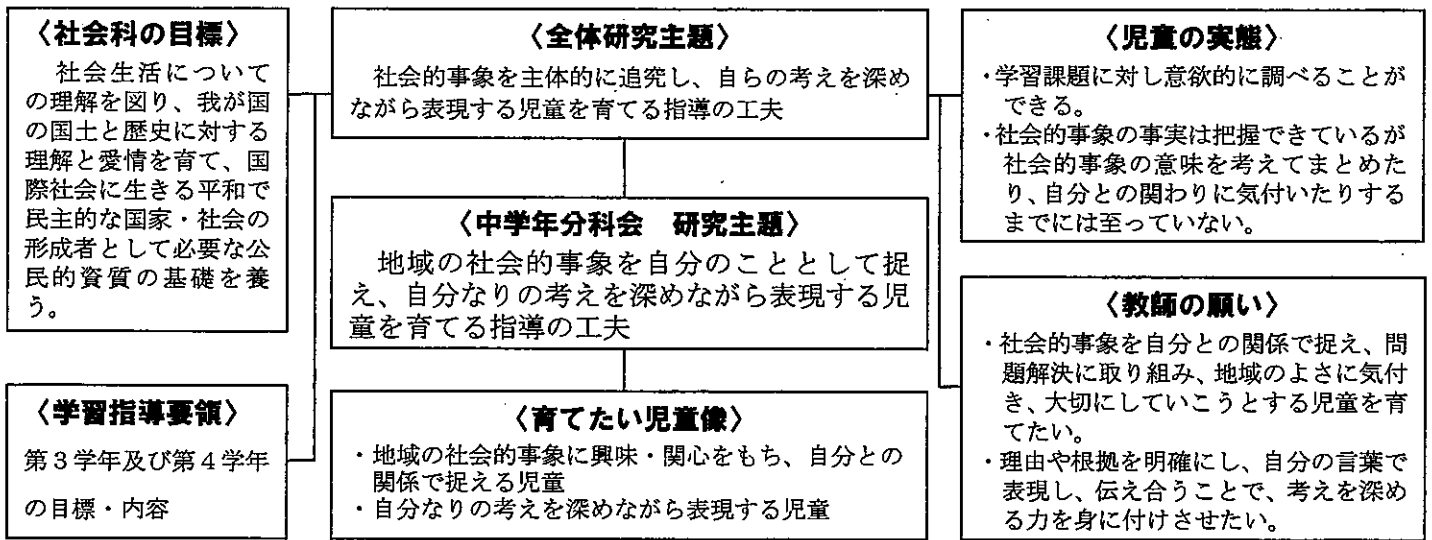 〈社会科の目標〉
社会生活について
の理解を図り、我が国
の国土と歴史に対する
理解と愛情を育て、国
際社会に生きる平和で
民主的な国家・社会の
形成者として必要な公
民的資質の基礎を養
う。
〈学習指導要領〉
第3学年及び第4学年
の目標・内容
〈全体研究主題〉
社会的事象を主体的に追究し、自らの考えを深め
ながら表現する児童を育てる指導の工夫
〈中学年分科会　研究主題〉
地域の社会的事象を自分のこととして捉
え、自分なりの考えを深めながら表現する児
童を育てる指導の工夫
〈育てたい児童像〉
・地域の社会的事象に興味・関心をもち、自分との
関係で捉える児童
・自分なりの考えを深めながら表現する児童
〈児童の実態〉
・学習課題に対し意欲的に調べることが
できる。
・社会的事象の事実は把握できているが
社会的事象の意味を考えてまとめた
り、自分との関わりに気付いたりする
までには至っていない。
〈教師の願い〉
・社会的事象を自分との関係で捉え、問
題解決に取り組み、地域のよさに気付
き、大切にしていこうとする児童を育
てたい。
・理由や根拠を明確にし、自分の言葉で
表現し、伝え合うことで、考えを深め
る力を身に付けさせたい。